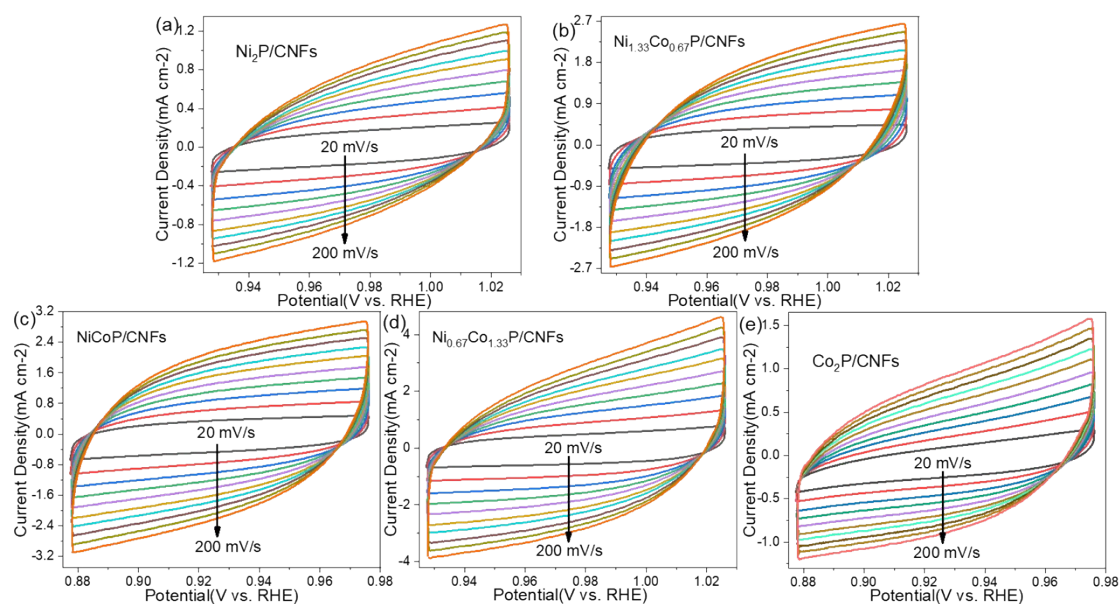 (a)
Ni2P/CNFs
Current Density(mA cm-2)
1.2
0.8
0.4
0.0
-0.4
-0.8
-1.2
20 mV/s
200 mV/s
0.94 0.96 0.98 1.00 1.02
Potential(V vs. RHE)
(b)
Ni1.33Co0.67P/CNFs
Current Density(mA cm-2)
2.7
1.8
0.9
0.0
-0.9
-1.8
-2.7
20 mV/s
200 mV/s
0.94 0.96 0.98 1.00 1.02
Potential(V vs. RHE)
(c)
NiCoP/CNFs
Current Density(mA cm-2)
3.2
2.4
1.6
0.8
0.0
-0.8
-1.6
-2.4
-3.2
20 mV/s
200 mV/s
0.88 0.90 0.92 0.94 0.96 0.98
Potential(V vs. RHE)
(d)
Ni0.67Co1.33P/CNFs
Current Density(mA cm-2)
4
2
0
-2
-4
20 mV/s
200 mV/s
0.94 0.96 0.98 1.00 1.02
Potential(V vs. RHE)
(e)
Co2P/CNFs
Current Density(mA cm-2)
1.5
1.0
0.5
0.0
-0.5
-1.0
20 mV/s
200 mV/s
0.88 0.90 0.92 0.94 0.96 0.98
Potential(V vs. RHE)